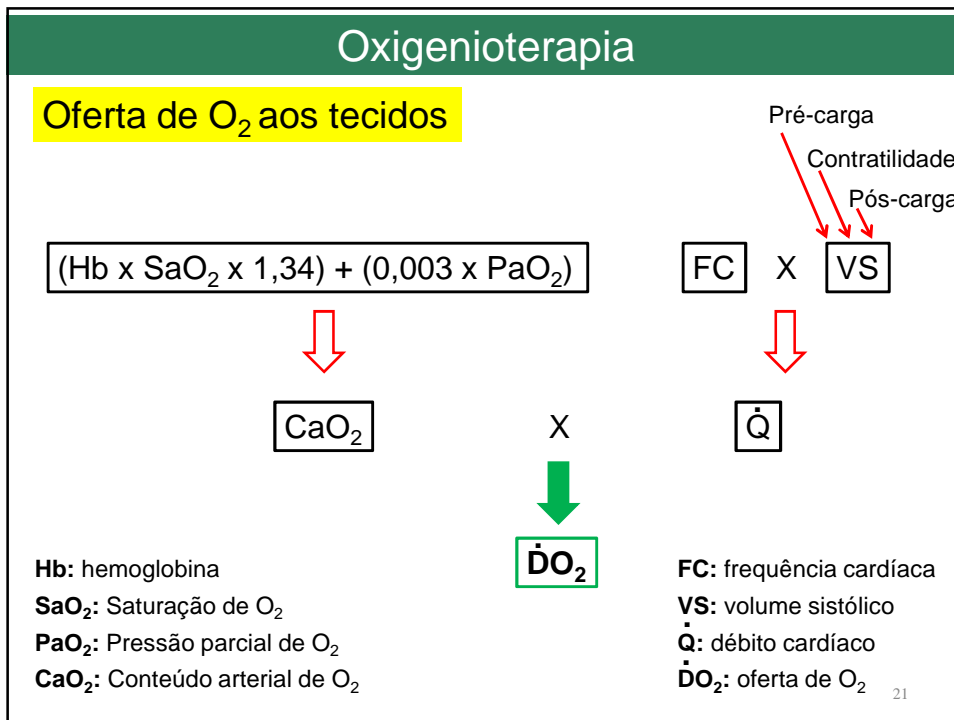 Oxigenioterapia
Oferta de O₂ aos tecidos
Pré-carga
Contratilidade
Pós-carga
(Hb x SaO₂ x 1,34) + (0,003 x PaO₂)
FC X VS
CaO₂ X Q̇
ḊO₂
Hb: hemoglobina
SaO₂: Saturação de O₂
PaO₂: Pressão parcial de O₂
CaO₂: Conteúdo arterial de O₂
FC: frequência cardíaca
VS: volume sistólico
Q̇: débito cardíaco
ḊO₂: oferta de O₂
21